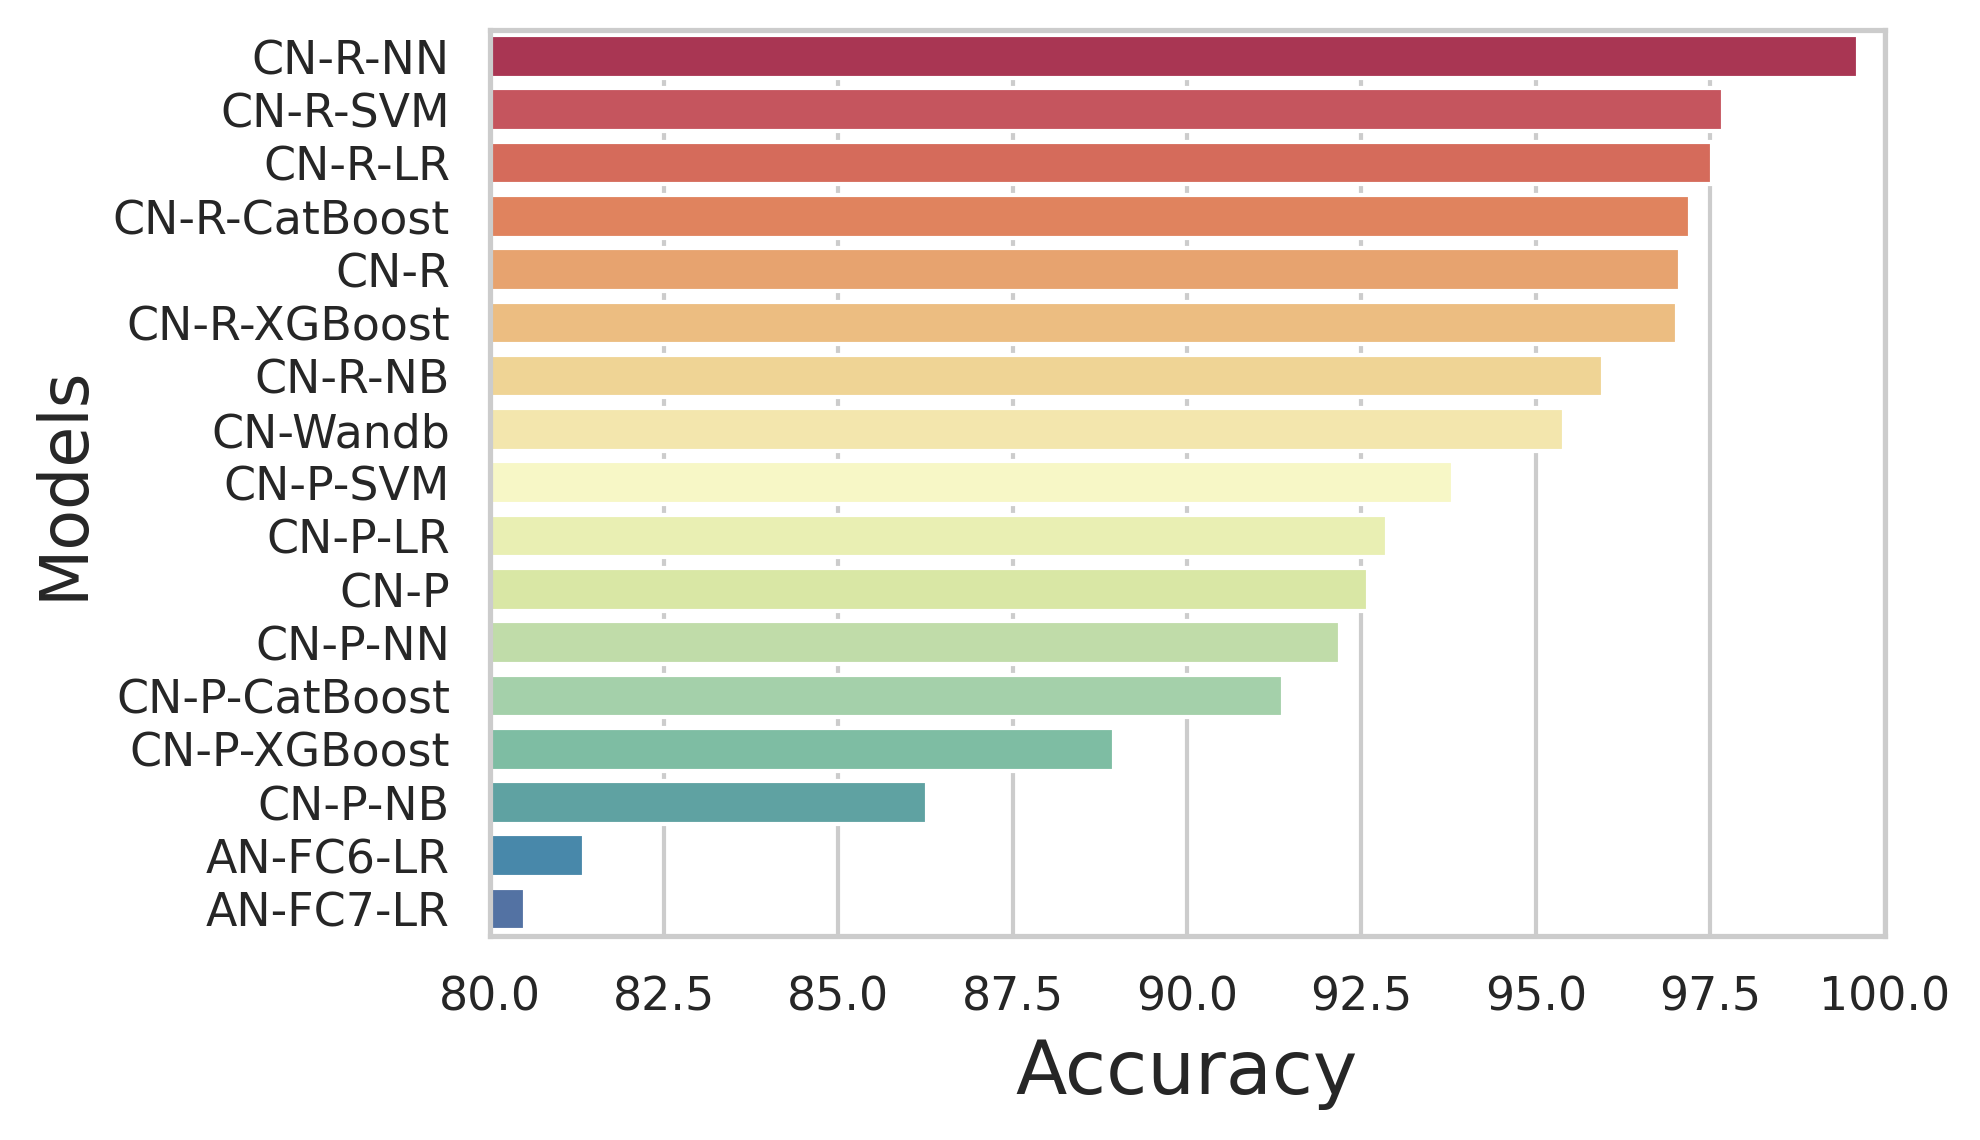 CN-R-NN
CN-R-SVM
CN-R-LR
CN-R-CatBoost
CN-R
CN-R-XGBoost
CN-R-NB
CN-Wandb
CN-P-SVM
CN-P-LR
CN-P
CN-P-NN
CN-P-CatBoost
CN-P-XGBoost
CN-P-NB
AN-FC6-LR
AN-FC7-LR
Models
80.0 82.5 85.0 87.5 90.0 92.5 95.0 97.5 100.0
Accuracy